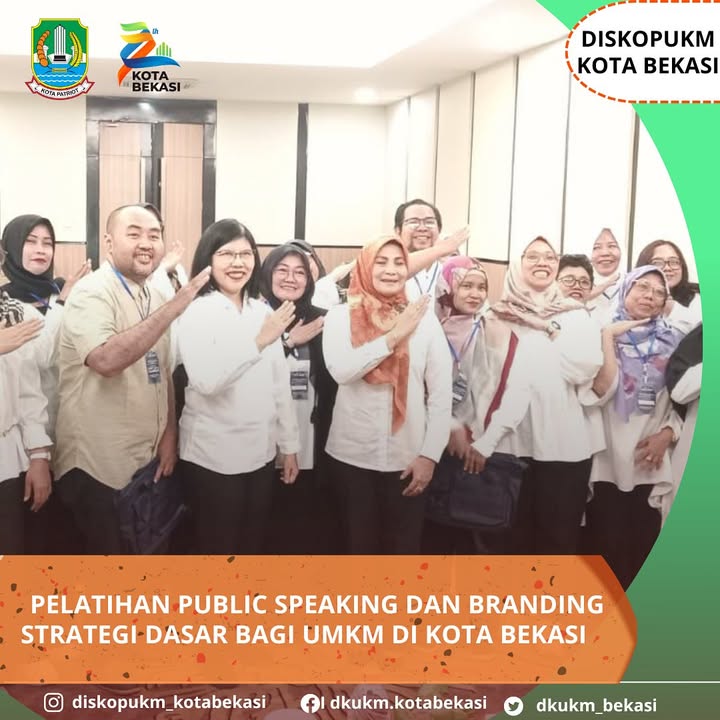 KOTA PATRIOT
th
KOTA
BEKASI
DISKOPUKM
KOTA BEKASI
PELATIHAN PUBLIC SPEAKING DAN BRANDING
STRATEGI DASAR BAGI UMKM DI KOTA BEKASI
diskopukm_kotabekasi
dkukm.kotabekasi
dkukm_bekasi